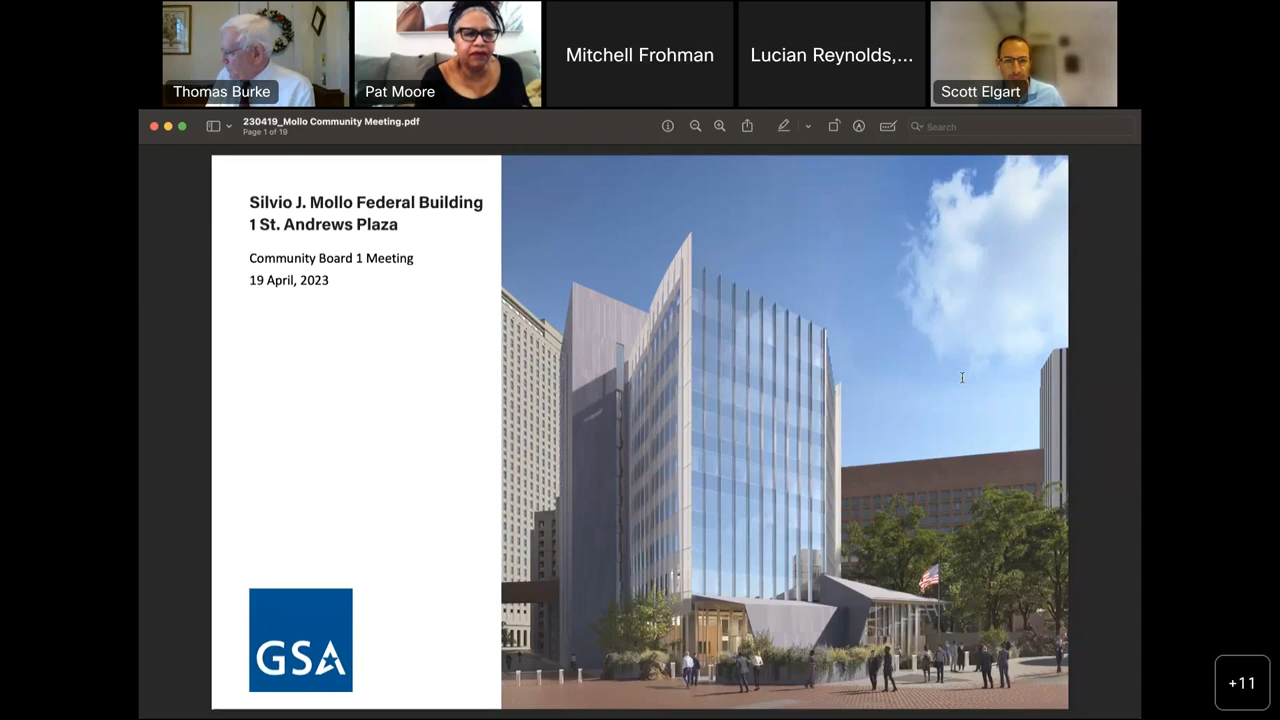 Thomas Burke
Pat Moore
Mitchell Frohman
Lucian Reynolds,...
Scott Elgart
230419_Mollo Community Meeting.pdf
Page 1 of 19
Search
Silvio J. Mollo Federal Building
1 St. Andrews Plaza
Community Board 1 Meeting
19 April, 2023
GSA
+11